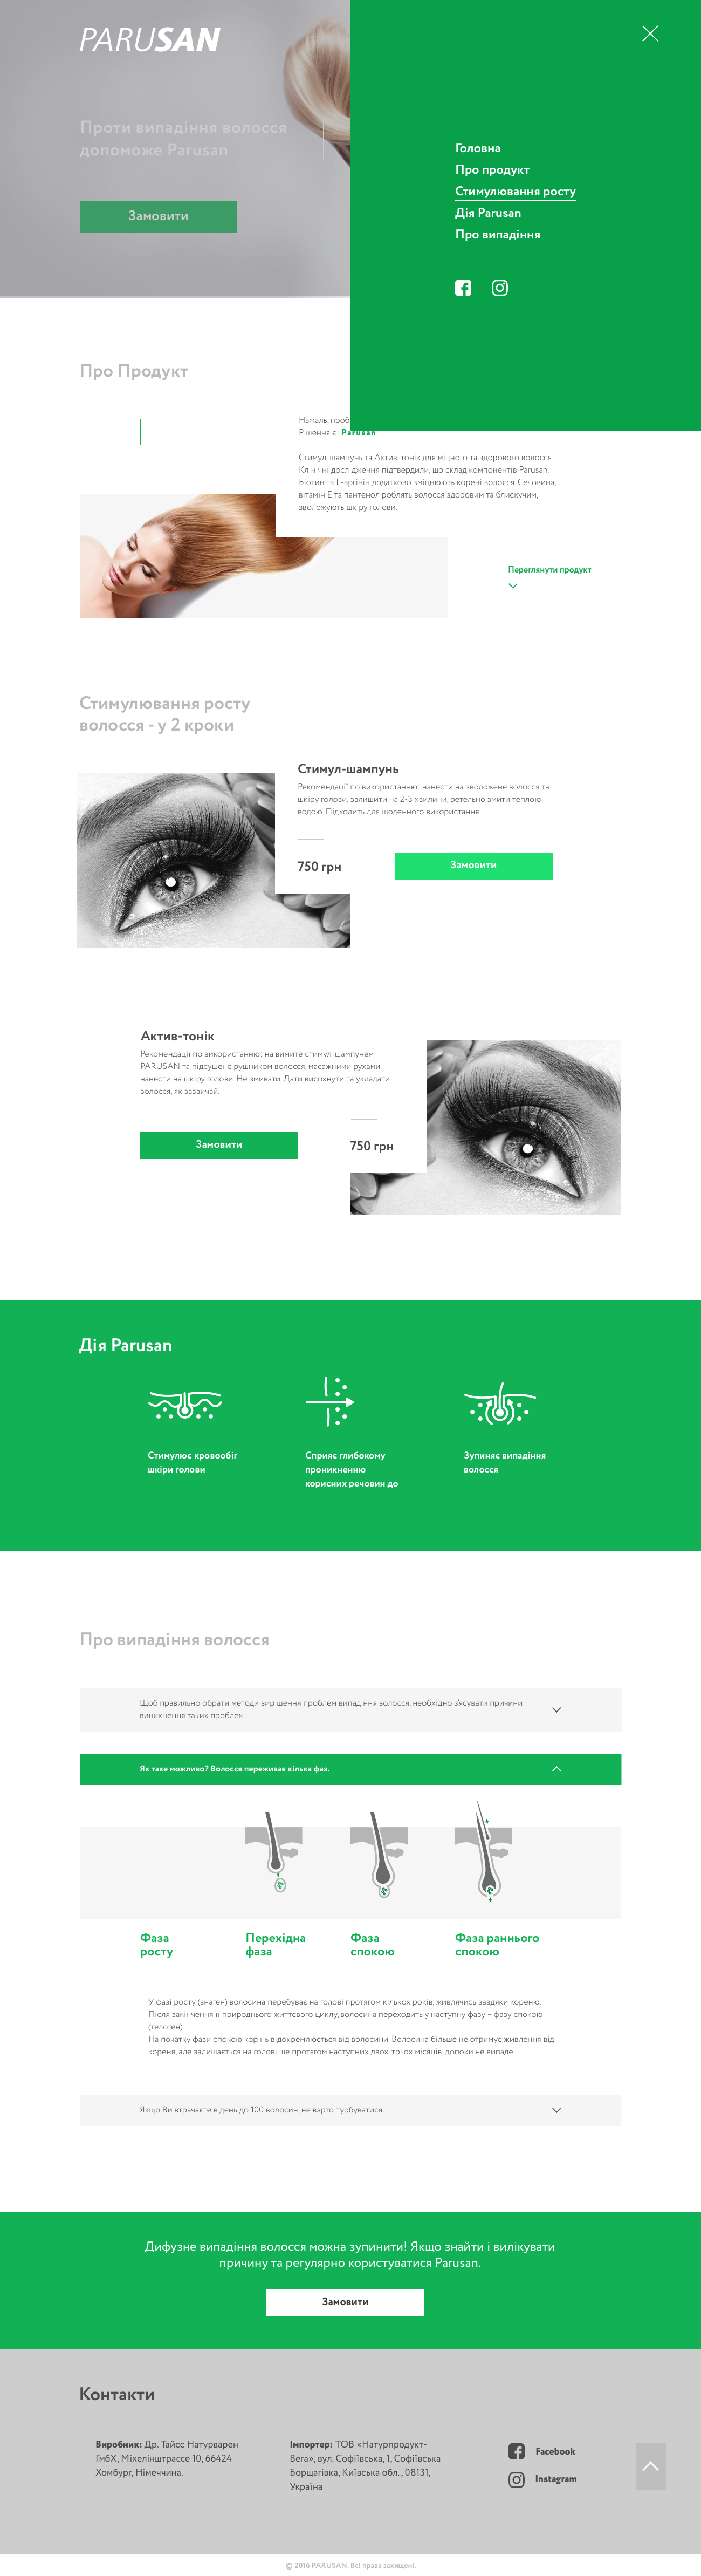 PARUSAN
Проти випадіння волосся
допоможе Parusan
Замовити
Головна
Про продукт
Стимулювання росту
Дія Parusan
Про випадіння
Про Продукт
Нажаль, проб
Рішення є: Parusan
Стимул-шампунь та Актив-тонік для міцного та здорового волосся
Клінічні дослідження підтвердили, що склад компонентів Parusan.
Біотин та L-аргінін додатково зміцнюють корені волосся. Сечовина,
вітамін Е та пантенол роблять волосся здоровим та блискучим,
зволожують шкіру голови.
Переглянути продукт
Стимулювання росту
волосся - у 2 кроки
Стимул-шампунь
Рекомендації по використанню: нанести на зволожене волосся та
шкіру голови, залишити на 2-3 хвилини, ретельно змити теплою
водою. Підходить для щоденного використання.
750 грн
Замовити
Актив-тонік
Рекомендації по використанню: на вимите стимул-шампунем
PARUSAN та підсушене рушником волосся, масажними рухами
нанести на шкіру голови. Не змивати. Дати висохнути та укладати
волосся, як зазвичай.
Замовити
750 грн
Дія Parusan
Стимулює кровообіг
шкіри голови
Сприяє глибокому
проникненню
корисних речовин до
Зупиняє випадіння
волосся
Про випадіння волосся
Щоб правильно обрати методи вирішення проблем випадіння волосся, необхідно з'ясувати причини
виникнення таких проблем.
Як таке можливо? Волосся переживає кілька фаз.
Фаза
росту
Перехідна
фаза
Фаза
спокою
Фаза раннього
спокою
У фазі росту (анаген) волосина перебуває на голові протягом кількох років, живлячись завдяки кореню.
Після закінчення її природнього життєвого циклу, волосина переходить у наступну фазу – фазу спокою
(телоген).
На початку фази спокою корінь відокремлюється від волосини. Волосина більше не отримує живлення від
кореня, але залишається на голові ще протягом наступних двох-трьох місяців, допоки не випаде.
Якщо Ви втрачаєте в день до 100 волосин, не варто турбуватися...
Дифузне випадіння волосся можна зупинити! Якщо знайти і вилікувати
причину та регулярно користуватися Parusan.
Замовити
Контакти
Виробник: Др. Тайсс Натурварен
ГмбХ, Міхелінштрассе 10, 66424
Хомбург, Німеччина.
Імпортер: ТОВ «Натурпродукт-
Вега», вул. Софіївська, 1, Софіївська
Борщагівка, Київська обл. , 08131,
Україна
Facebook
Instagram
© 2016 PARUSAN. Всі права захищені.